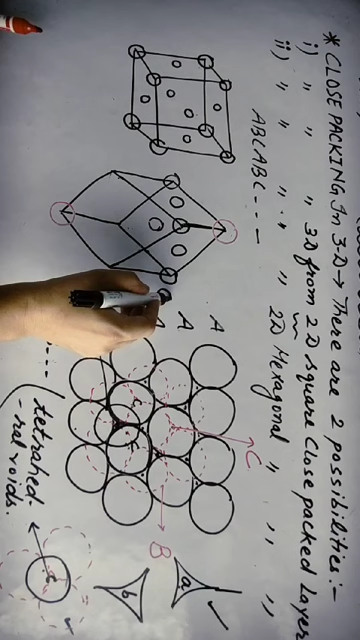 * CLOSE PACKING In 3-D → There are 2 possibilities :-
i) " " " 3D from 2D square close packed layer
ii) " " " " " 2D Hexagonal " " "
ABCABC ---
A
A
C
B
a
b
c
tetrahed-
-ral voids.